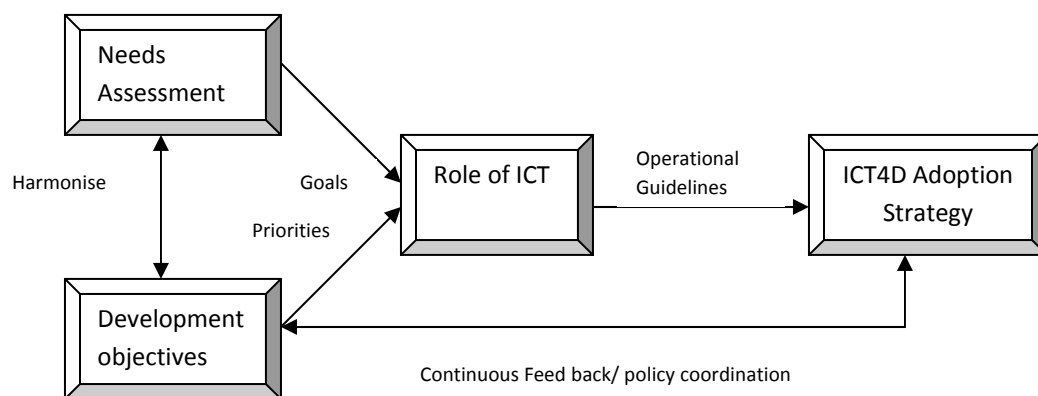 Needs
Assessment
Harmonise
Goals
Priorities
Role of ICT
Operational
Guidelines
ICT4D Adoption
Strategy
Development
objectives
Continuous Feed back/ policy coordination